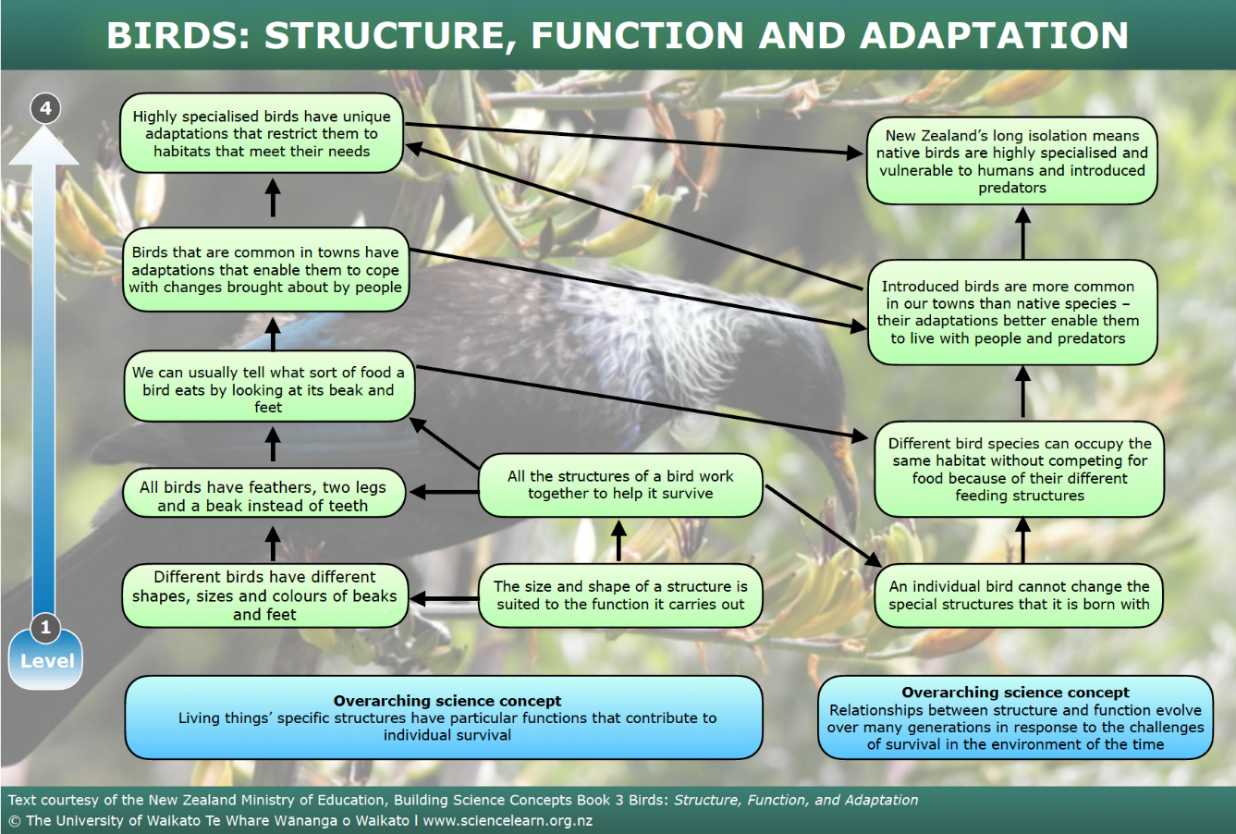 BIRDS: STRUCTURE, FUNCTION AND ADAPTATION
4
Highly specialised birds have unique
adaptations that restrict them to
habitats that meet their needs
New Zealand’s long isolation means
native birds are highly specialised and
vulnerable to humans and introduced
predators
Birds that are common in towns have
adaptations that enable them to cope
with changes brought about by people
Introduced birds are more common
in our towns than native species –
their adaptations better enable them
to live with people and predators
We can usually tell what sort of food a
bird eats by looking at its beak and
feet
Different bird species can occupy the
same habitat without competing for
food because of their different
feeding structures
All birds have feathers, two legs
and a beak instead of teeth
All the structures of a bird work
together to help it survive
Different birds have different
shapes, sizes and colours of beaks
and feet
The size and shape of a structure is
suited to the function it carries out
An individual bird cannot change the
special structures that it is born with
1
Level
Overarching science concept
Living things’ specific structures have particular functions that contribute to
individual survival
Overarching science concept
Relationships between structure and function evolve
over many generations in response to the challenges
of survival in the environment of the time
Text courtesy of the New Zealand Ministry of Education, Building Science Concepts Book 3 Birds: Structure, Function, and Adaptation
© The University of Waikato Te Whare Wānanga o Waikato l www.sciencelearn.org.nz